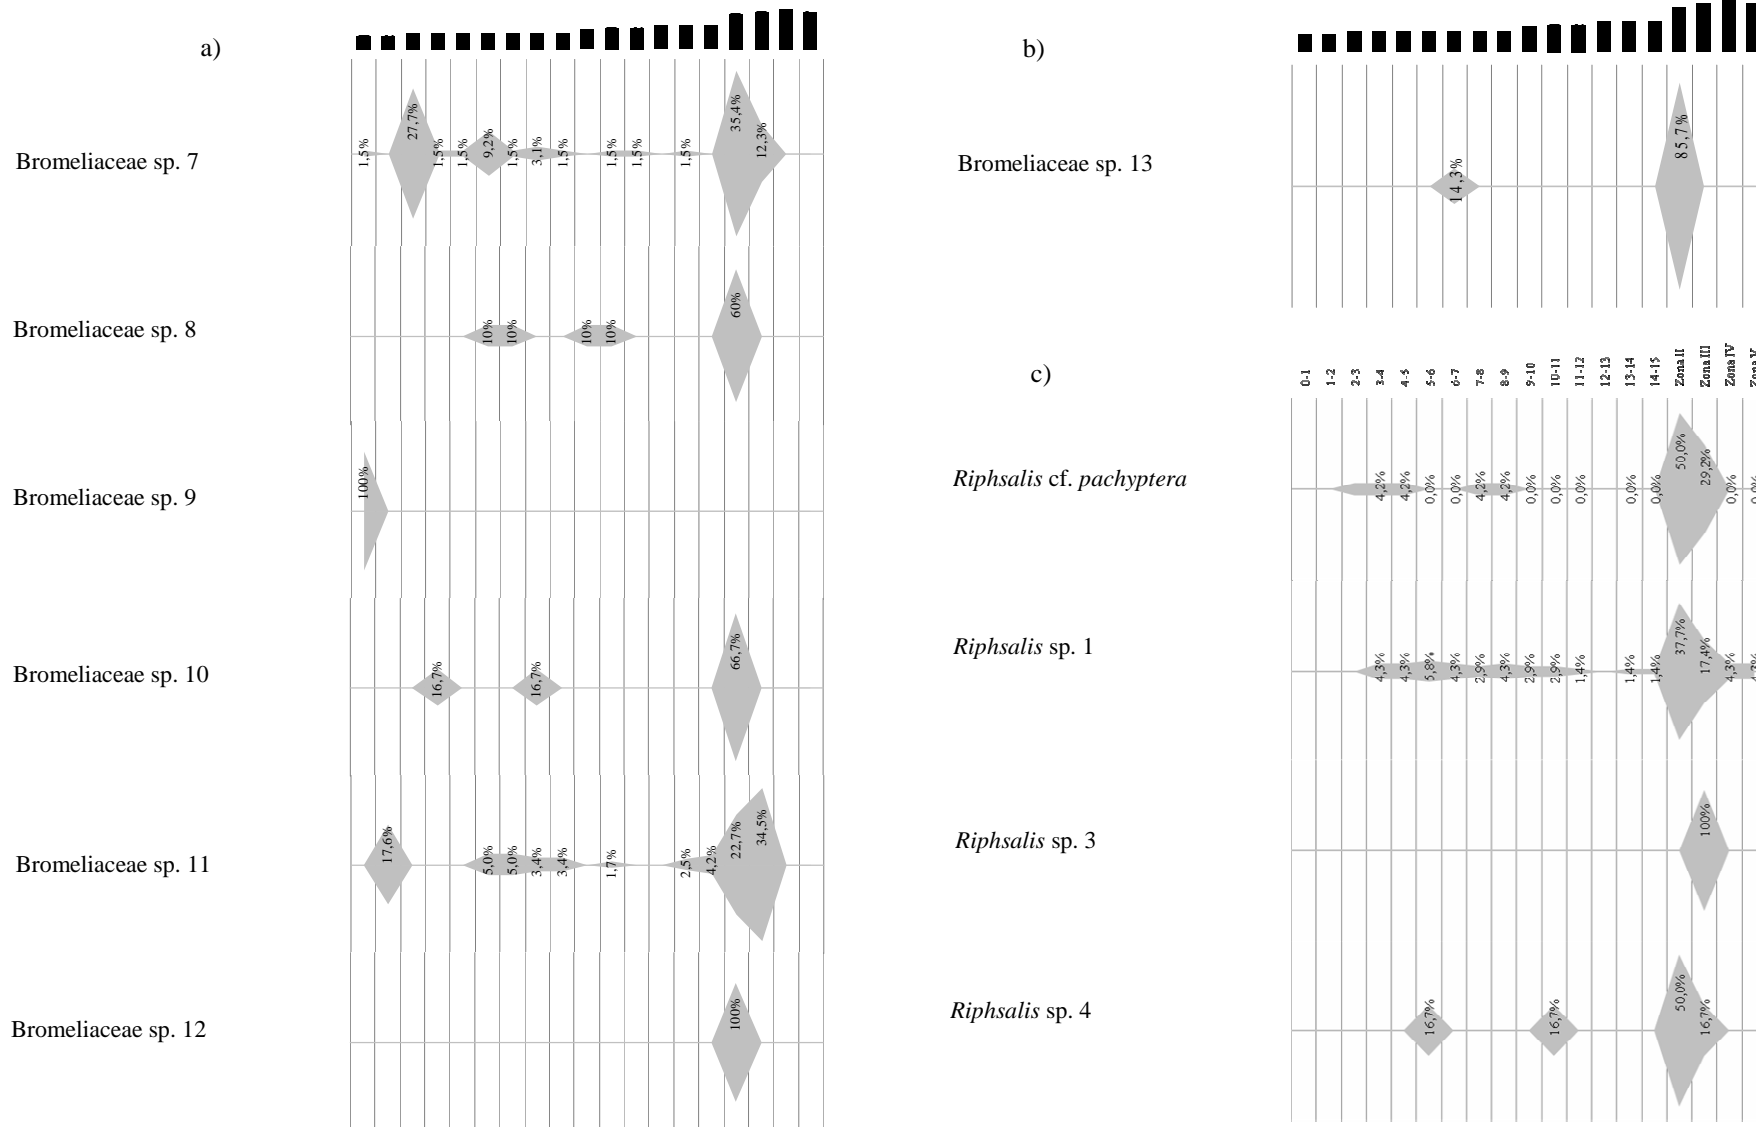 a)
Bromeliaceae sp. 7
1,5% 27,7% 1,5% 1,5% 9,2% 1,5% 3,1% 1,5% 1,5% 1,5% 1,5% 35,4% 12,3%
Bromeliaceae sp. 8
10% 10% 10% 10% 60%
Bromeliaceae sp. 9
100%
Bromeliaceae sp. 10
16,7% 16,7% 66,7%
Bromeliaceae sp. 11
17,6% 5,0% 5,0% 3,4% 3,4% 1,7% 2,5% 4,2% 22,7% 34,5%
Bromeliaceae sp. 12
100%
b)
Bromeliaceae sp. 13
14,3% 85,7%
c)
0-1 1-2 2-3 3-4 4-5 5-6 6-7 7-8 8-9 9-10 10-11 11-12 12-13 13-14 14-15 Zona II Zona III Zona IV Zona V
Riphsalis cf. pachyptera
4,2% 4,2% 0,0% 0,0% 4,2% 4,2% 0,0% 0,0% 0,0% 0,0% 0,0% 50,0% 29,2% 0,0% 0,0%
Riphsalis sp. 1
4,3% 4,3% 5,8% 4,3% 2,9% 4,3% 2,9% 2,9% 1,4% 1,4% 1,4% 37,7% 17,4% 4,3% 4,3%
Riphsalis sp. 3
100%
Riphsalis sp. 4
16,7% 16,7% 50,0% 16,7%